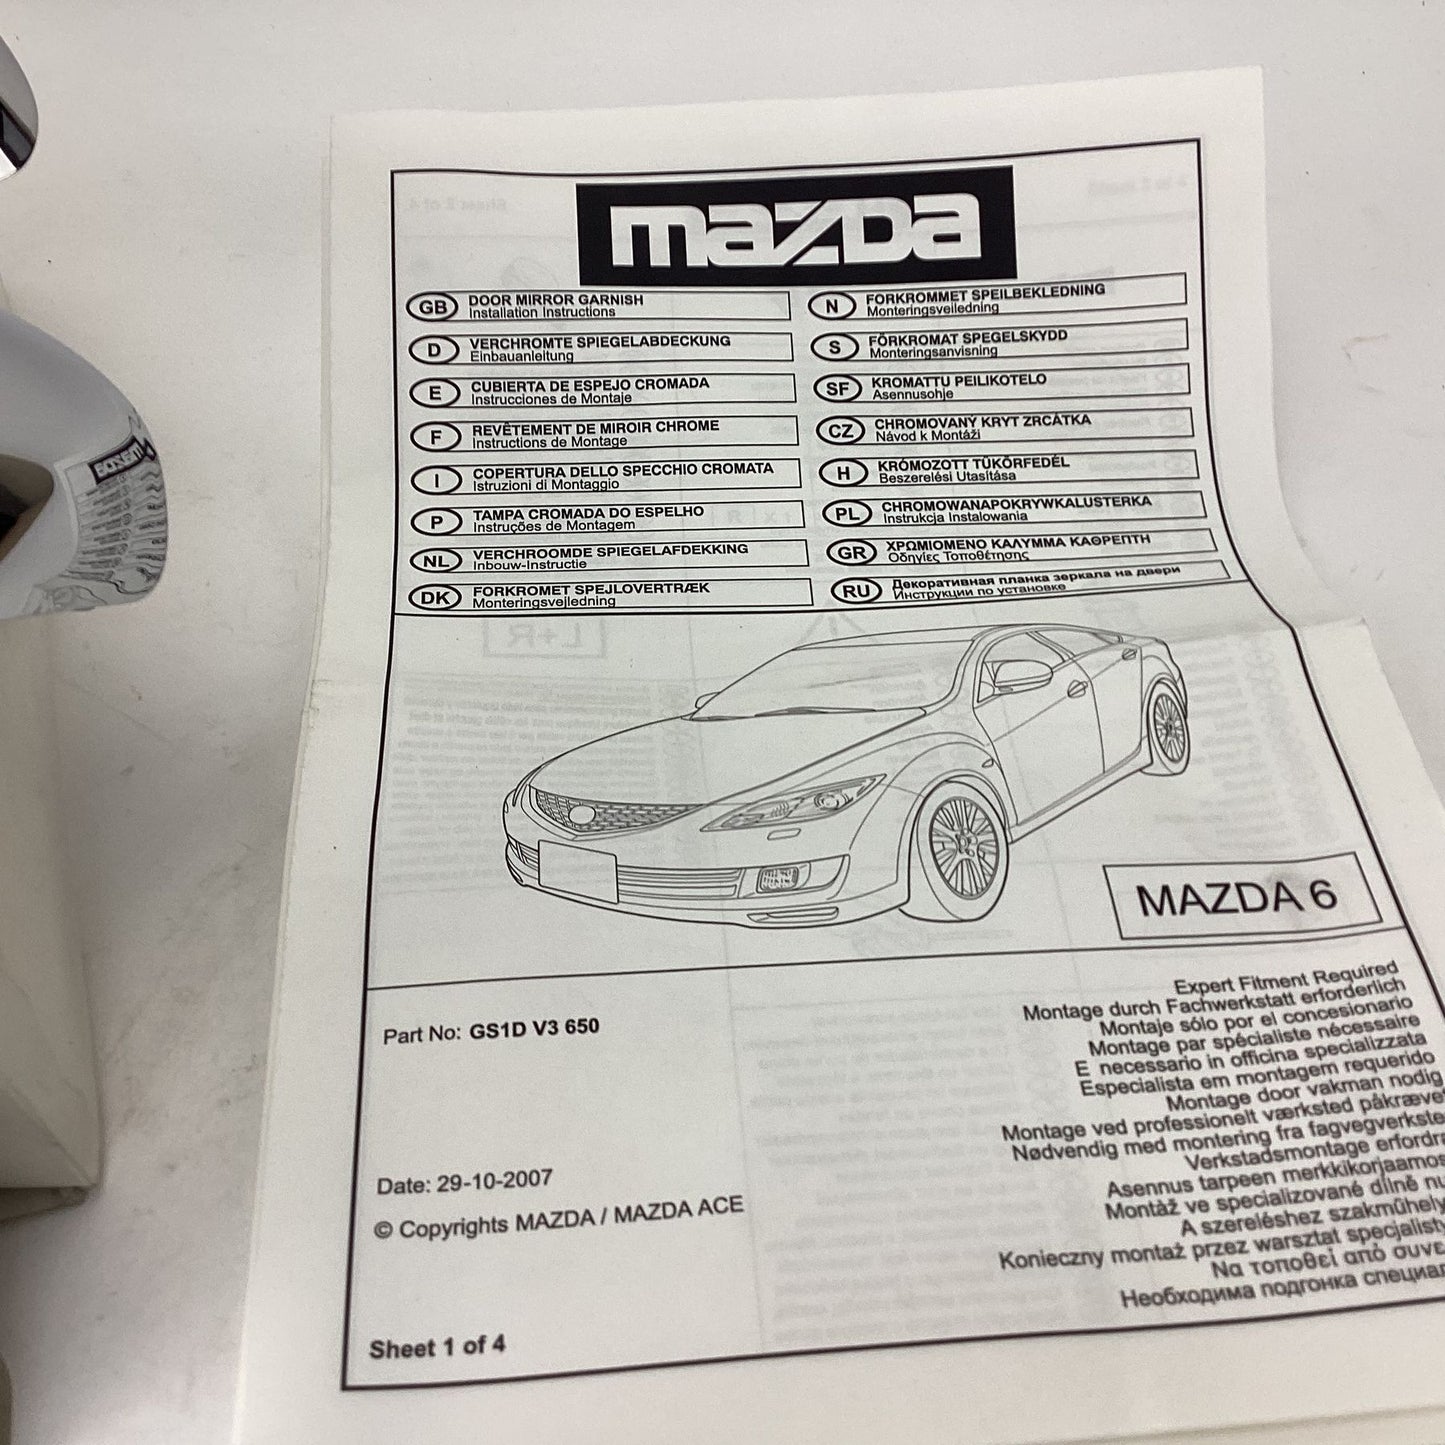 mazda
GB DOOR MIRROR GARNISH
Installation Instructions
D VERCHROMTE SPIEGELABDECKUNG
Einbauanleitung
E CUBIERTA DE ESPEJO CROMADA
Instrucciones de Montaje
F REVÊTEMENT DE MIROIR CHROME
Instructions de Montage
I COPERTURA DELLO SPECCHIO CROMATA
Istruzioni di Montaggio
P TAMPA CROMADA DO ESPELHO
Instruções de Montagem
NL VERCHROOMDE SPIEGELAFDEKKING
Inbouw-Instructie
DK FORKROMET SPEJLOVERTRÆK
Monteringsvejledning
N FORKROMMET SPEILBEKLEDNING
Monteringsveiledning
S FÖRKROMAT SPEGELSKYDD
Monteringsanvisning
SF KROMATTU PEILIKOTELO
Asennusohje
CZ CHROMOVANÝ KRYT ZRCÁTKA
Návod k Montáži
H KRÓMOZOTT TÜKÖRFEDÉL
Beszerelési Utasítása
PL CHROMOWANAPOKRYWKALUSTERKA
Instrukcja Instalowania
GR ΧΡΩΜΙΟΜΕΝΟ ΚΑΛΥΜΜΑ ΚΑΘΡΕΠΤΗ
Οδηγίες Τοποθέτησης
RU Декоративная планка зеркала на двери
Инструкции по установке
MAZDA 6
Part No: GS1D V3 650
Date: 29-10-2007
© Copyrights MAZDA / MAZDA ACE
Sheet 1 of 4
Expert Fitment Required
Montage durch Fachwerkstatt erforderlich
Montaje sólo por el concesionario
Montage par spécialiste nécessaire
E necessario in officina specializzata
Especialista em montagem requerido
Montage door vakman nodig
Montage ved professionelt værksted påkrævet
Nødvendig med montering fra fagvegverkste
Verkstadsmontage erfordra
Asennus tarpeen merkkikorjaamos
Montàž ve specializované dílně nu
A szereléshez szakműhely
Konieczny montaż przez warsztat specjalisty
Να τοποθεί από συνε
Необходима подгонка специал